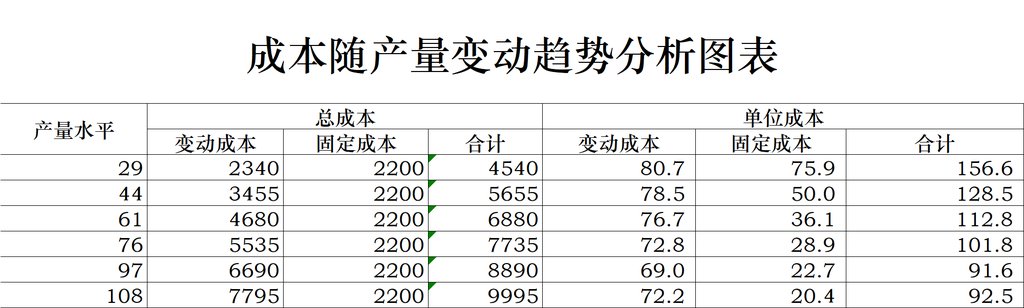 成本随产量变动趋势分析图表
产量水平 总成本 单位成本
变动成本 固定成本 合计 变动成本 固定成本 合计
29 2340 2200 4540 80.7 75.9 156.6
44 3455 2200 5655 78.5 50.0 128.5
61 4680 2200 6880 76.7 36.1 112.8
76 5535 2200 7735 72.8 28.9 101.8
97 6690 2200 8890 69.0 22.7 91.6
108 7795 2200 9995 72.2 20.4 92.5